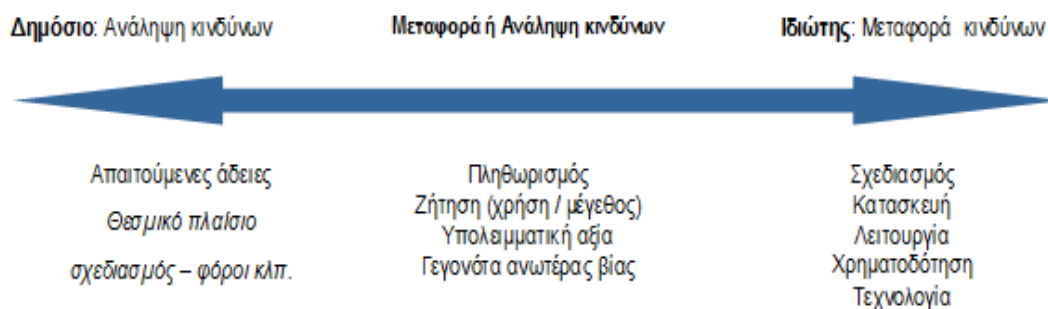 Δημόσιο: Ανάληψη κινδύνων
Μεταφορά ή Ανάληψη κινδύνων
Ιδιώτης: Μεταφορά κινδύνων
Απαιτούμενες άδειες
Θεσμικό πλαίσιο
σχεδιασμός – φόροι κλπ.
Πληθωρισμός
Ζήτηση (χρήση / μέγεθος)
Υπολειμματική αξία
Γεγονότα ανωτέρας βίας
Σχεδιασμός
Κατασκευή
Λειτουργία
Χρηματοδότηση
Τεχνολογία